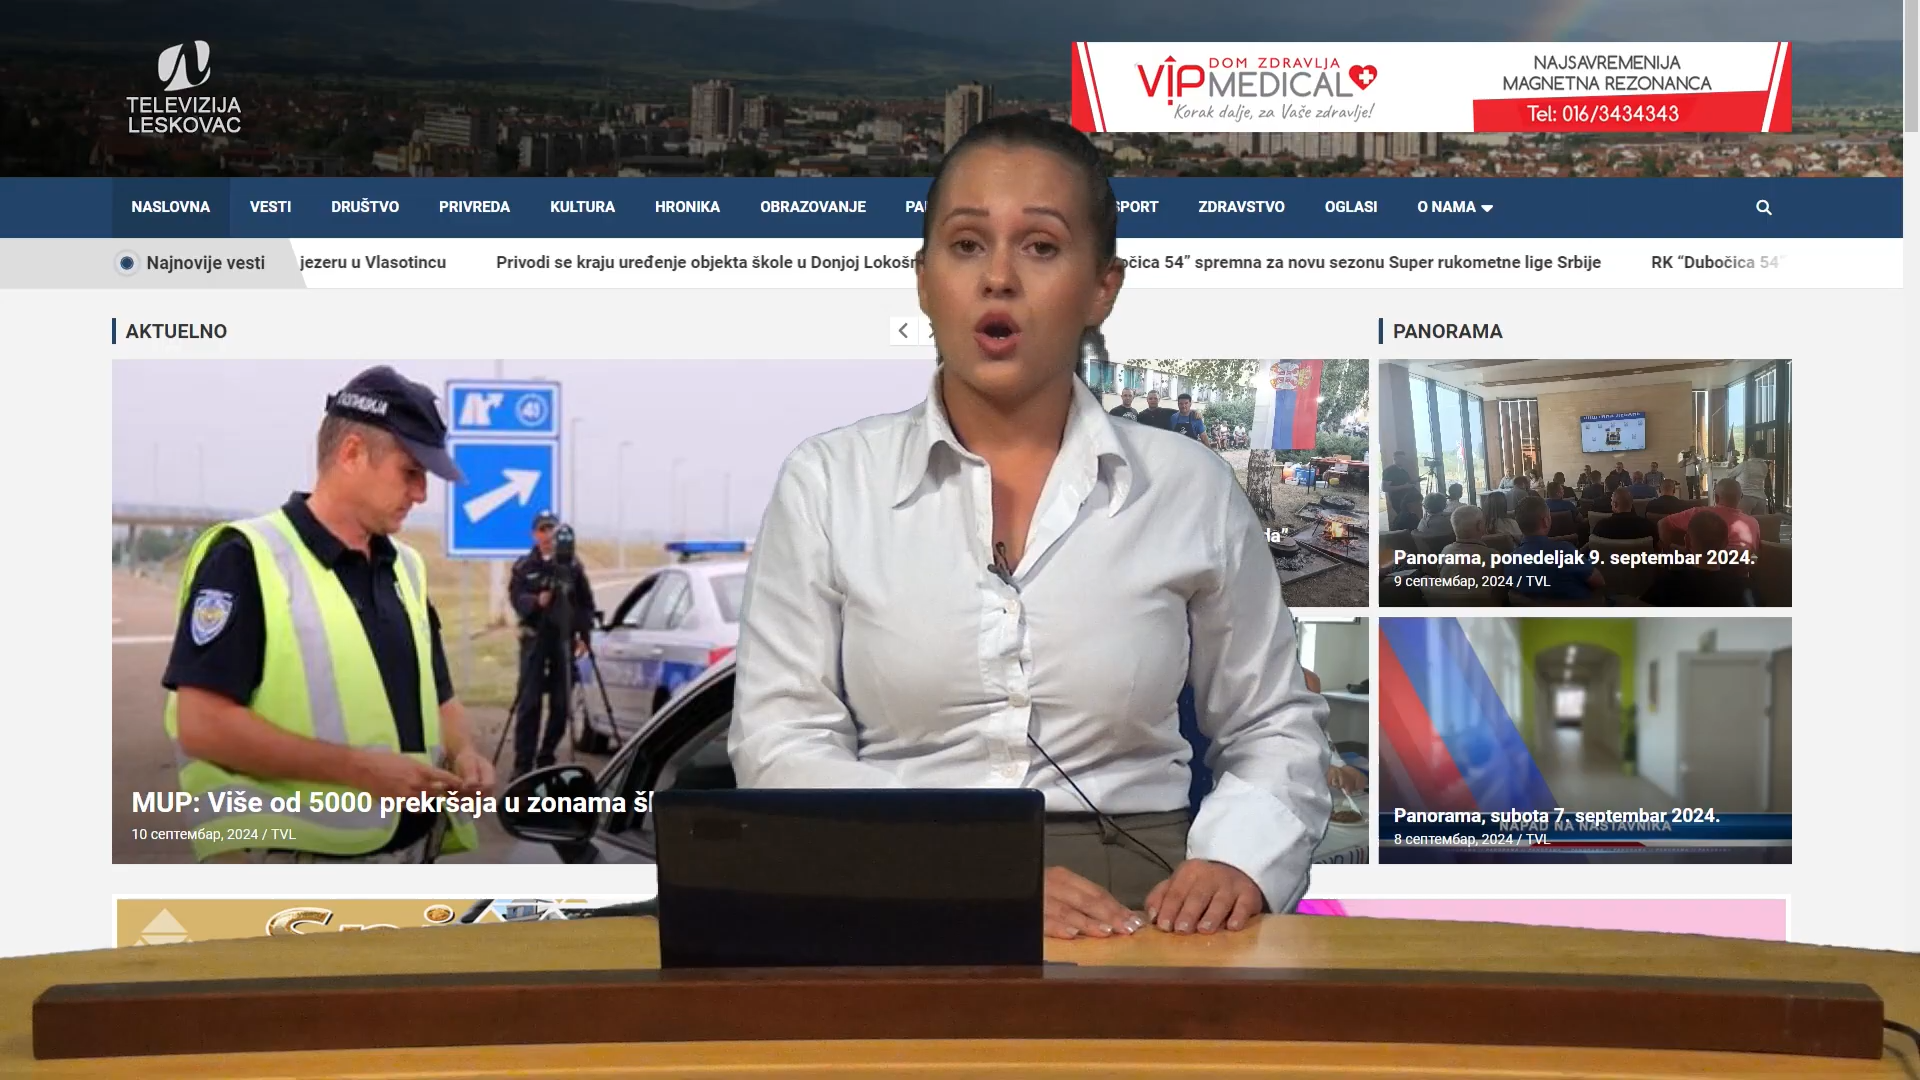 TELEVIZIJA
LESKOVAC
DOM ZDRAVLJA
VIP MEDICAL
Korak dalje, za Vaše zdravlje!
NAJSAVREMENIJA
MAGNETNA REZONANCA
Tel: 016/3434343
NASLOVNA VESTI DRUŠTVO PRIVREDA KULTURA HRONIKA OBRAZOVANJE SPORT ZDRAVSTVO OGLASI O NAMA
Najnovije vesti
jezeru u Vlasotincu Privodi se kraju uređenje objekta škole u Donjoj 54” spremna za novu sezonu Super rukometne lige Srbije RK “Dubočica 54”
AKTUELNO
PANORAMA
ПОЛИЦИЈА
41
MUP: Više od 5000 prekršaja u zonama
10 септембар, 2024 / TVL
Panorama, ponedeljak 9. septembar 2024.
9 септембар, 2024 / TVL
Panorama, subota 7. septembar 2024.
NAPAD NA NASTAVNIKA
8 септембар, 2024 / TVL